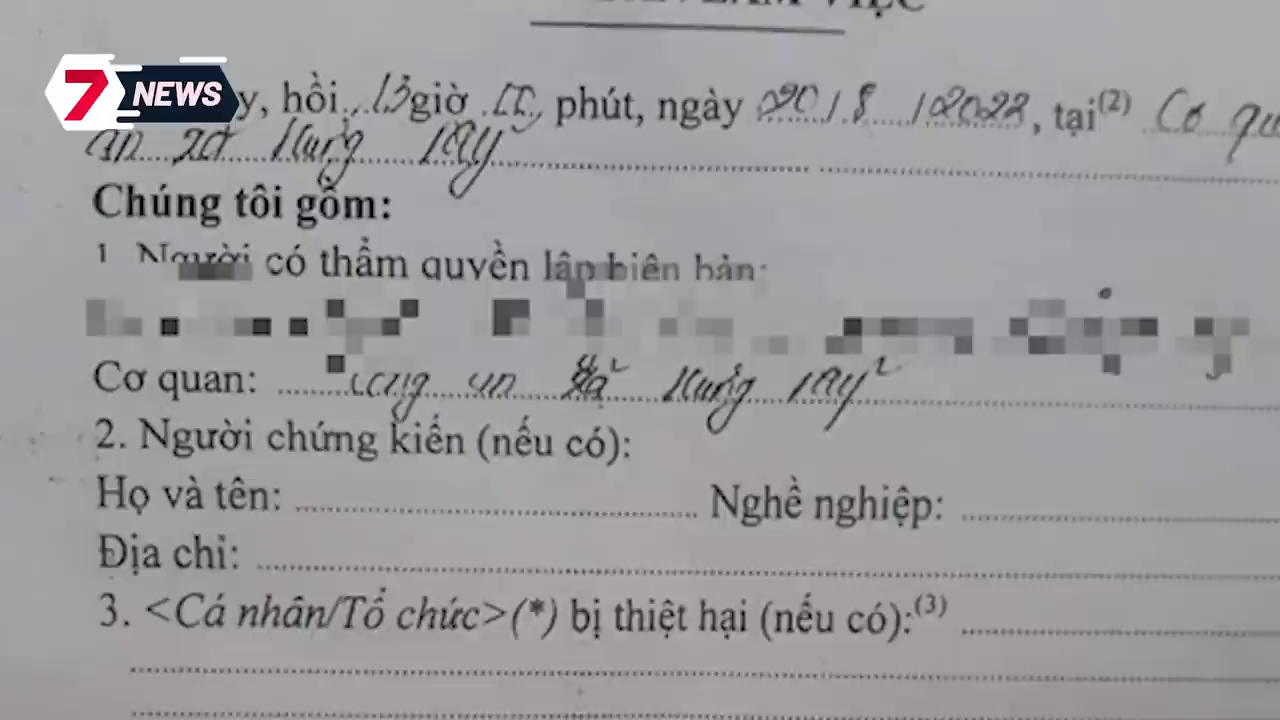 VIỆC
7 NEWS
y, hồi 13 giờ phút, ngày 20/8/2022, tại(2) Cơ qu
an xã Hưng Tây
Chúng tôi gồm:
1. Người có thẩm quyền lập biên bản:
Cơ quan: công an xã Hưng Tây
2. Người chứng kiến (nếu có):
Họ và tên: Nghề nghiệp:
Địa chỉ:
3. <Cá nhân/Tổ chức>(*) bị thiệt hại (nếu có):(3)